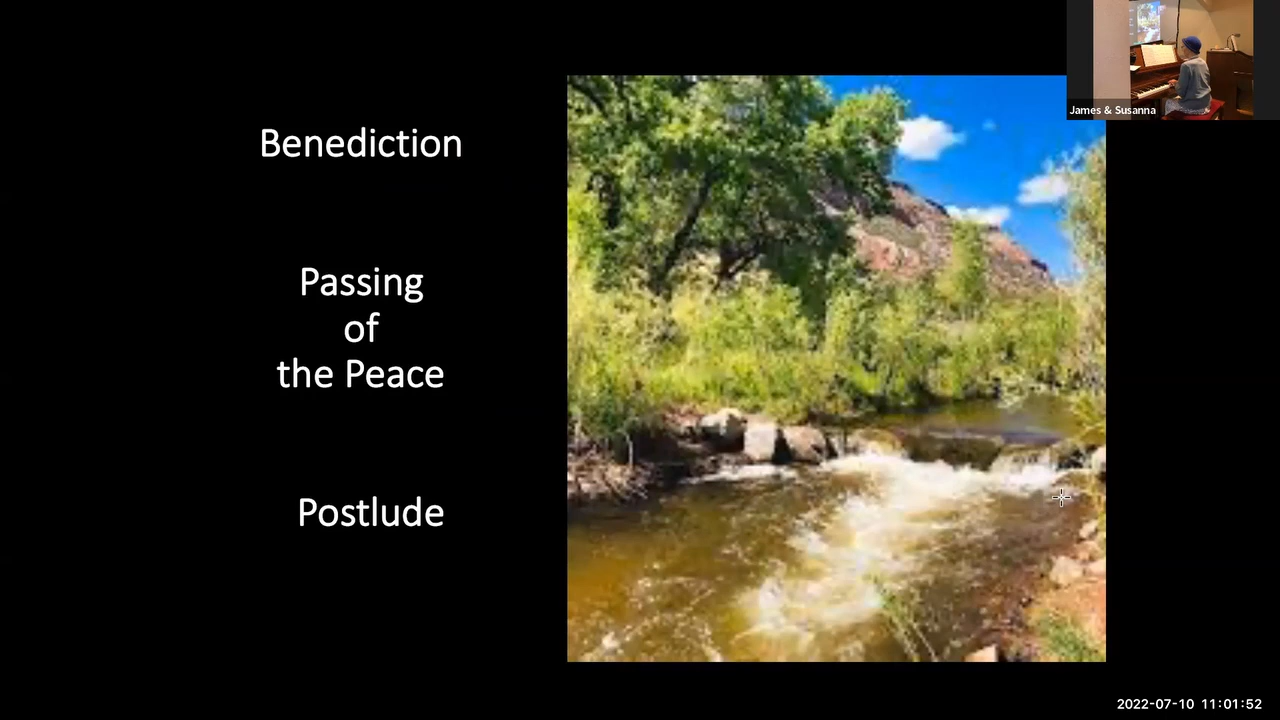 Benediction
Passing
of
the Peace
Postlude
James & Susanna
2022-07-10 11:01:52